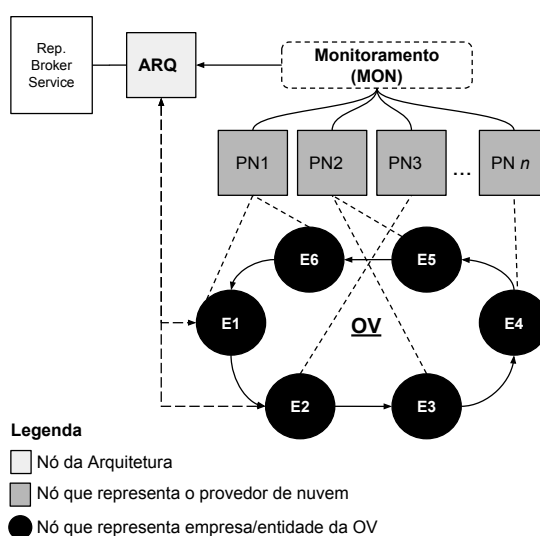 Rep.
Broker
Service
ARQ
Monitoramento
(MON)
PN1
PN2
PN3
...
PN n
E6
E5
E1
OV
E4
E2
E3
Legenda
Nó da Arquitetura
Nó que representa o provedor de nuvem
Nó que representa empresa/entidade da OV